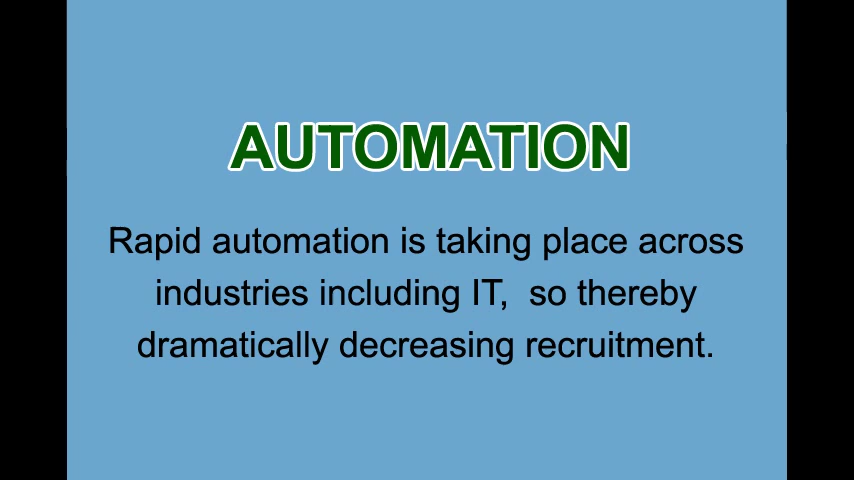 AUTOMATION
Rapid automation is taking place across
industries including IT,  so thereby
dramatically decreasing recruitment.